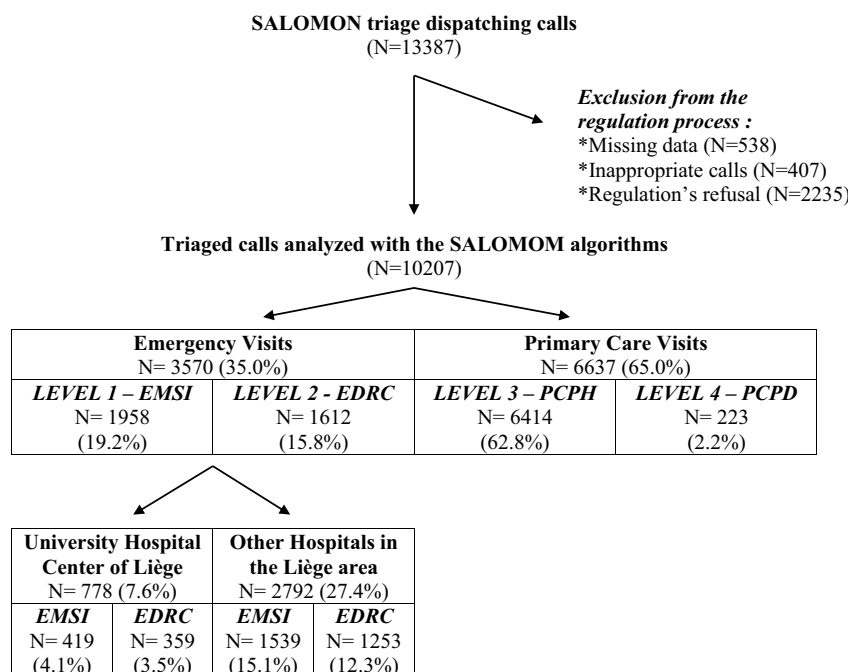 SALOMON triage dispatching calls
(N=13387)
Exclusion from the
regulation process :
*Missing data (N=538)
*Inappropriate calls (N=407)
*Regulation's refusal (N=2235)
Triaged calls analyzed with the SALOMOM algorithms
(N=10207)
Emergency Visits
N= 3570 (35.0%)
Primary Care Visits
N= 6637 (65.0%)
LEVEL 1 – EMSI
N= 1958
(19.2%)
LEVEL 2 - EDRC
N= 1612
(15.8%)
LEVEL 3 – PCPH
N= 6414
(62.8%)
LEVEL 4 – PCPD
N= 223
(2.2%)
University Hospital
Center of Liège
N= 778 (7.6%)
Other Hospitals in
the Liège area
N= 2792 (27.4%)
EMSI
N= 419
(4.1%)
EDRC
N= 359
(3.5%)
EMSI
N= 1539
(15.1%)
EDRC
N= 1253
(12.3%)